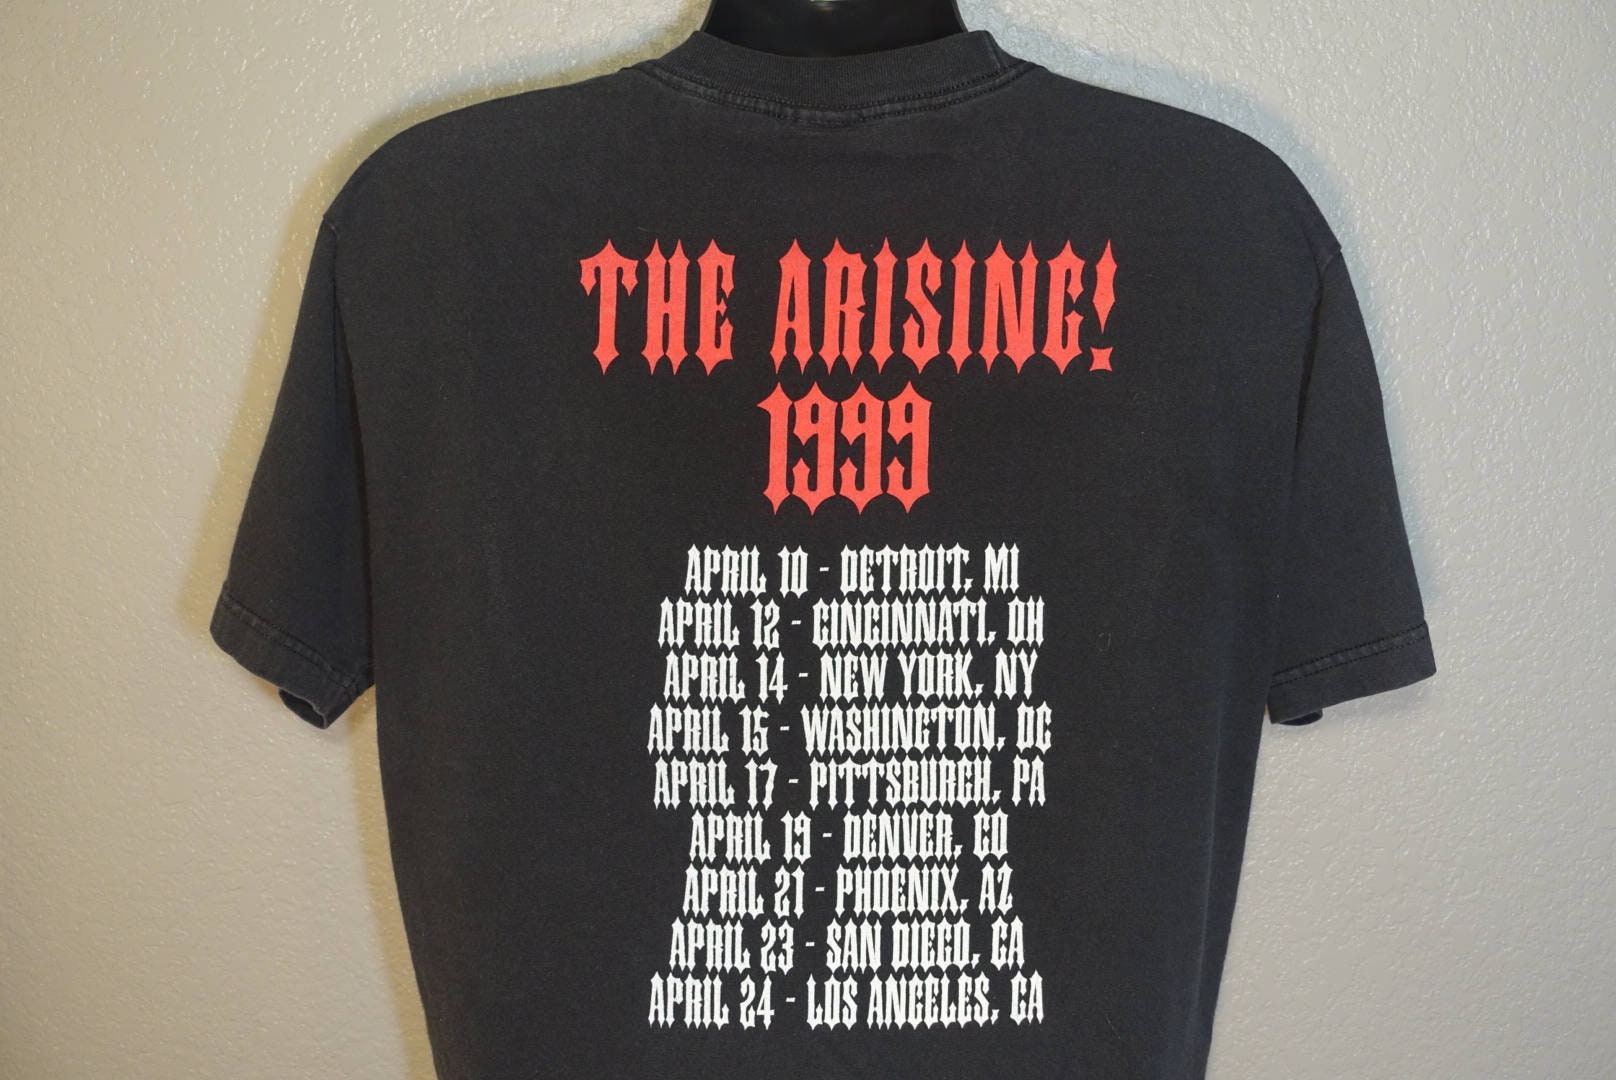 THE ARISING!
1999
APRIL 10 - DETROIT, MI
APRIL 12 - CINCINNATI, OH
APRIL 14 - NEW YORK, NY
APRIL 15 - WASHINGTON, DC
APRIL 17 - PITTSBURGH, PA
APRIL 19 - DENVER, CO
APRIL 21 - PHOENIX, AZ
APRIL 23 - SAN DIEGO, CA
APRIL 24 - LOS ANGELES, CA